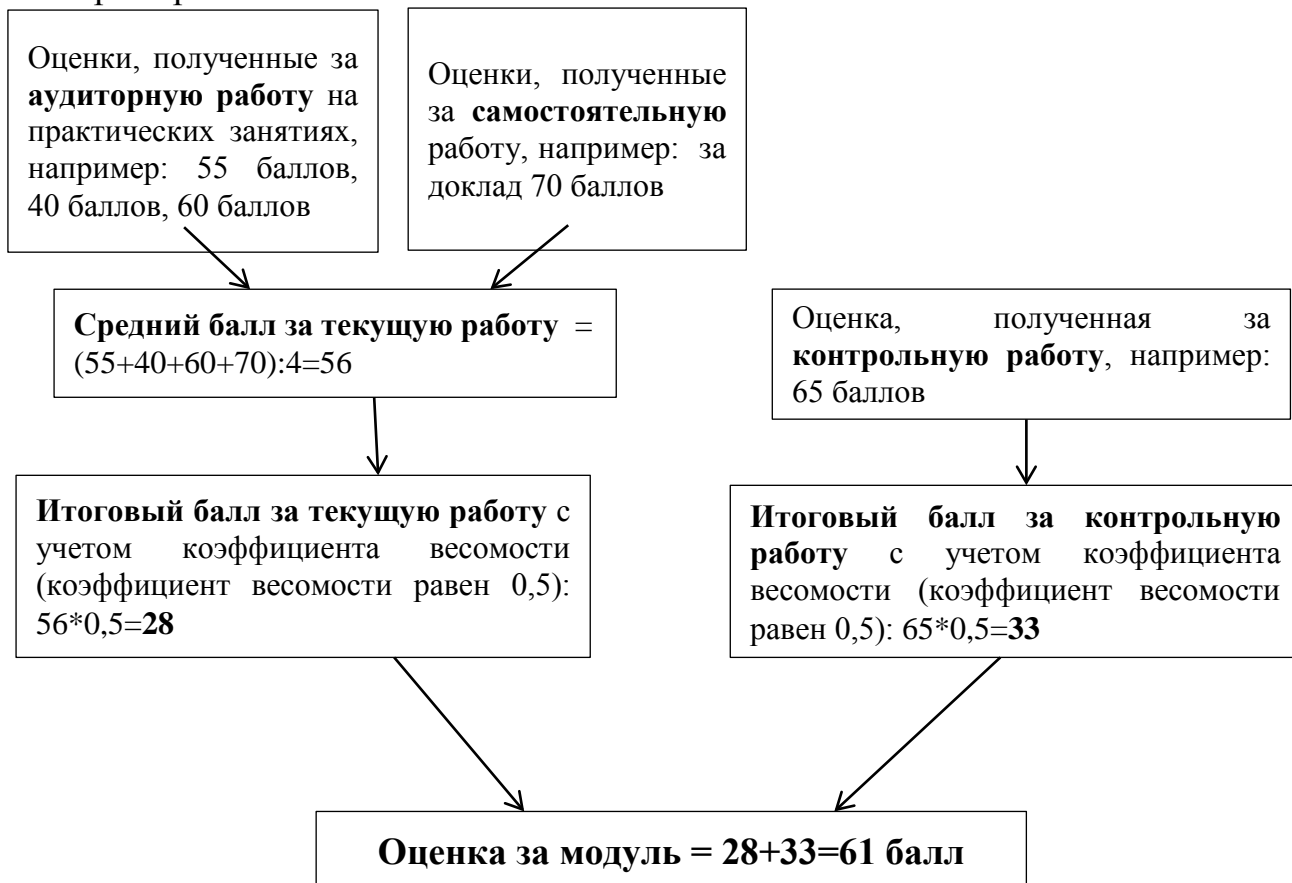 Оценки, полученные за
аудиторную работу на
практических занятиях,
например: 55 баллов,
40 баллов, 60 баллов
Оценки, полученные
за самостоятельную
работу, например: за
доклад 70 баллов
Средний балл за текущую работу =
(55+40+60+70):4=56
Оценка, полученная за
контрольную работу, например:
65 баллов
Итоговый балл за текущую работу с
учетом коэффициента весомости
(коэффициент весомости равен 0,5):
56*0,5=28
Итоговый балл за контрольную
работу с учетом коэффициента
весомости (коэффициент весомости
равен 0,5): 65*0,5=33
Оценка за модуль = 28+33=61 балл